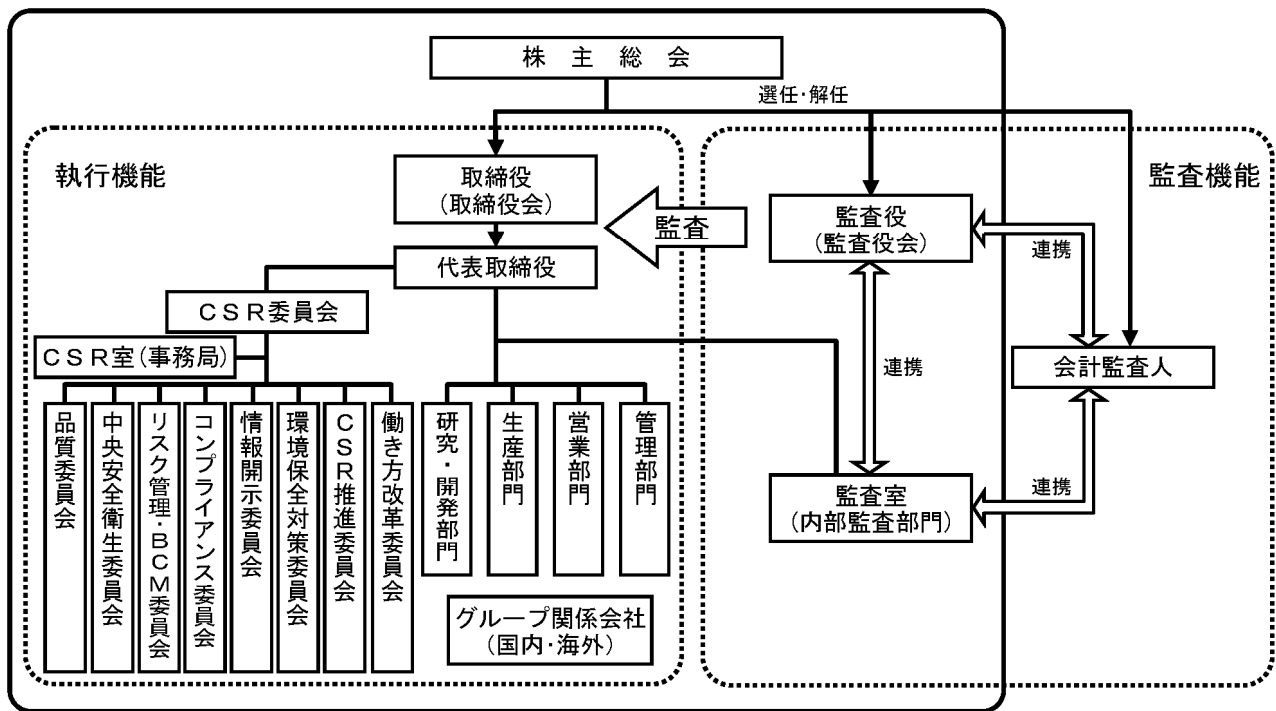 株主総会
選任・解任
執行機能
監査機能
取締役
(取締役会)
監査
監査役
(監査役会)
連携
代表取締役
CSR委員会
CSR室(事務局)
連携
会計監査人
品質委員会
中央安全衛生委員会
リスク管理・BCM委員会
コンプライアンス委員会
情報開示委員会
環境保全対策委員会
CSR推進委員会
働き方改革委員会
研究・開発部門
生産部門
営業部門
管理部門
監査室
(内部監査部門)
連携
グループ関係会社
(国内・海外)